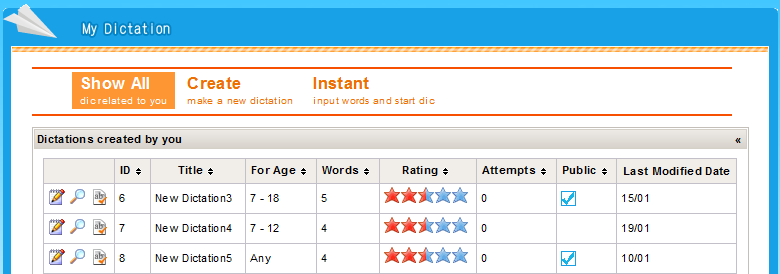 My Dictation
Show All Create Instant
dic related to you make a new dictation input words and start dic
Dictations created by you «
ID Title For Age Words Rating Attempts Public Last Modified Date
6 New Dictation3 7 - 18 5 0 15/01
7 New Dictation4 7 - 12 4 0 19/01
8 New Dictation5 Any 4 0 10/01